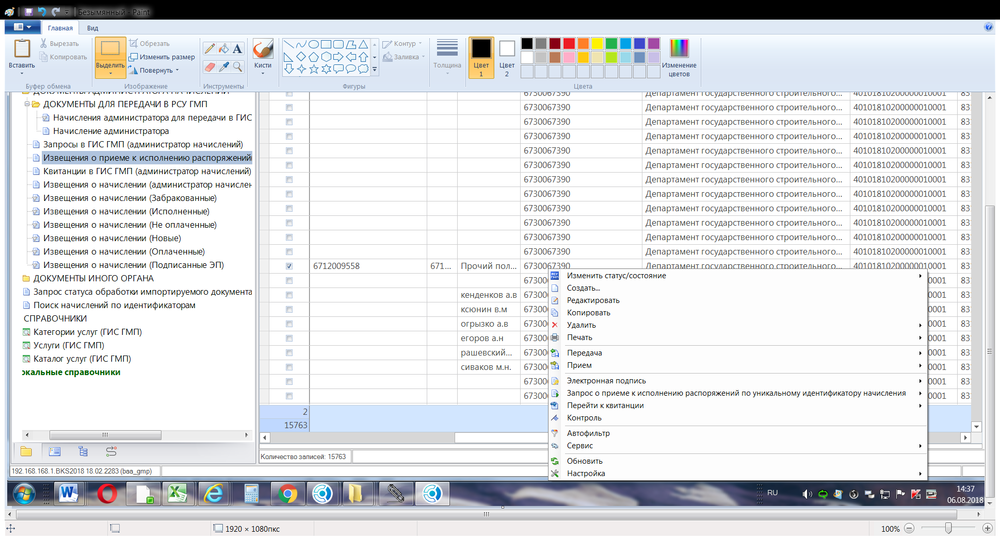 Безымянный - Paint
Главная
Вид
Вставить
Вырезать
Копировать
Буфер обмена
Выделить
Обрезать
Изменить размер
Повернуть
Изображение
Инструменты
Кисти
Контур
Заливка
Фигуры
Толщина
Цвет 1
Цвет 2
Изменение цветов
Цвета
ДОКУМЕНТЫ АДМИНИСТРАТОРА НАЧИСЛЕНИЙ
ДОКУМЕНТЫ ДЛЯ ПЕРЕДАЧИ В РСУ ГМП
Начисления администратора для передачи в ГИС
Начисление администратора
Запросы в ГИС ГМП (администратор начислений)
Извещения о приеме к исполнению распоряжений
Квитанции в ГИС ГМП (администратор начислений)
Извещения о начислении (администратор начислен
Извещения о начислении (Забракованные)
Извещения о начислении (Исполненные)
Извещения о начислении (Не оплаченные)
Извещения о начислении (Новые)
Извещения о начислении (Оплаченные)
Извещения о начислении (Подписанные ЭП)
ДОКУМЕНТЫ ИНОГО ОРГАНА
Запрос статуса обработки импортируемого документа
Поиск начислений по идентификаторам
СПРАВОЧНИКИ
Категории услуг (ГИС ГМП)
Услуги (ГИС ГМП)
Каталог услуг (ГИС ГМП)
окальные справочники
6730067390 Департамент государственного строительного... 40101810200000010001 83
6730067390 Департамент государственного строительного... 40101810200000010001 83
6730067390 Департамент государственного строительного... 40101810200000010001 83
6730067390 Департамент государственного строительного... 40101810200000010001 83
6730067390 Департамент государственного строительного... 40101810200000010001 83
6730067390 Департамент государственного строительного... 40101810200000010001 83
6730067390 Департамент государственного строительного... 40101810200000010001 83
6730067390 Департамент государственного строительного... 40101810200000010001 83
6730067390 Департамент государственного строительного... 40101810200000010001 83
6730067390 Департамент государственного строительного... 40101810200000010001 83
6730067390 Департамент государственного строительного... 40101810200000010001 83
6730067390 Департамент государственного строительного... 40101810200000010001 83
6712009558 671... Прочий пол... 6730067390 Департамент государственного строительного... 40101810200000010001 83
67300 0001 83
кенденков а.в 67300 0001 83
ксюнин в.м 67300 0001 83
огрызко а.в 67300 0001 83
егоров а.н 67300 0001 83
рашевский... 67300 0001 83
сиваков м.н. 67300 0001 83
67300 0001 83
67300 0001 83
2
15763
Количество записей: 15763
Изменить статус/состояние
Создать...
Редактировать
Копировать
Удалить
Печать
Передача
Прием
Электронная подпись
Запрос о приеме к исполнению распоряжений по уникальному идентификатору начисления
Перейти к квитанции
Контроль
Автофильтр
Сервис
Обновить
Настройка
192.168.168.1.BKS2018 18.02.2283 (baa_gmp)
RU
14:37
06.08.2018
1920 × 1080пкс
100%